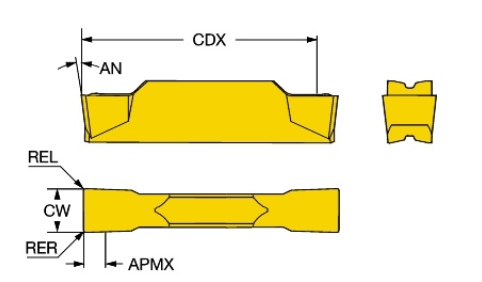 CDX
AN
REL
CW
RER
APMX